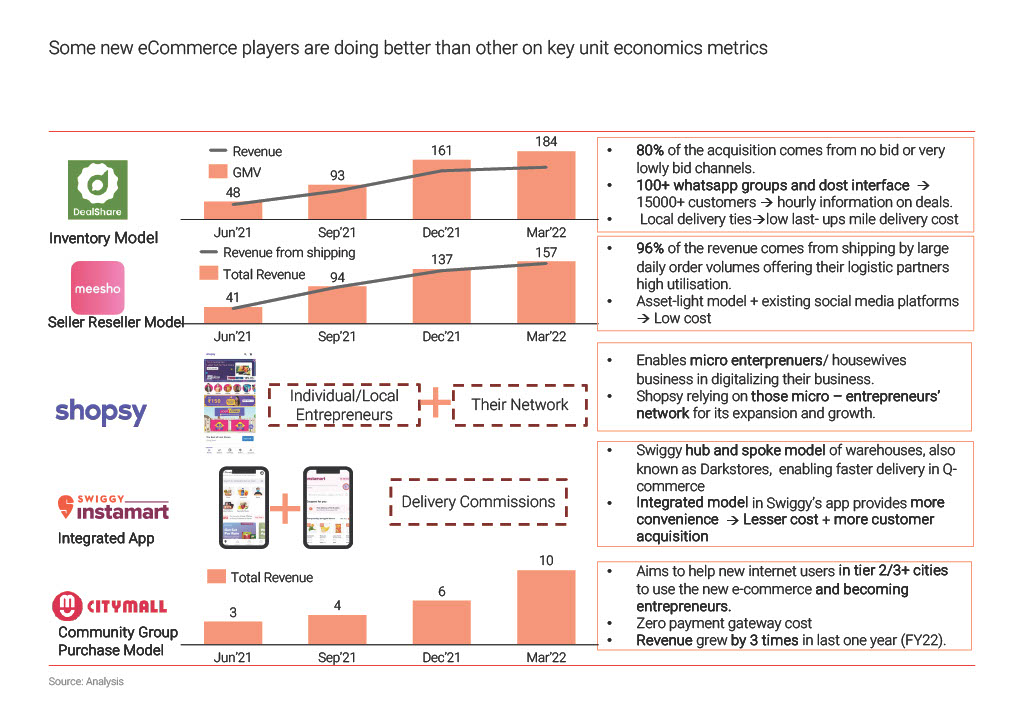 Some new eCommerce players are doing better than other on key unit economics metrics
DealShare
Inventory Model
Revenue
GMV
48
93
161
184
Jun'21
Sep'21
Dec'21
Mar'22
• 80% of the acquisition comes from no bid or very
lowly bid channels.
• 100+ whatsapp groups and dost interface →
15000+ customers → hourly information on deals.
• Local delivery ties→low last- ups mile delivery cost
meesho
Seller Reseller Model
Revenue from shipping
Total Revenue
41
94
137
157
Jun'21
Sep'21
Dec'21
Mar'22
• 96% of the revenue comes from shipping by large
daily order volumes offering their logistic partners
high utilisation.
• Asset-light model + existing social media platforms
→ Low cost
shopsy
Individual/Local
Entrepreneurs
+
Their Network
• Enables micro enterprenuers/ housewives
business in digitalizing their business.
• Shopsy relying on those micro – entrepreneurs'
network for its expansion and growth.
SWIGGY
instamart
Integrated App
instamart
+
Delivery Commissions
• Swiggy hub and spoke model of warehouses, also
known as Darkstores, enabling faster delivery in Q-
commerce
• Integrated model in Swiggy's app provides more
convenience → Lesser cost + more customer
acquisition
CITYMALL
Community Group
Purchase Model
Total Revenue
3
4
6
10
Jun'21
Sep'21
Dec'21
Mar'22
• Aims to help new internet users in tier 2/3+ cities
to use the new e-commerce and becoming
entrepreneurs.
• Zero payment gateway cost
• Revenue grew by 3 times in last one year (FY22).
Source: Analysis